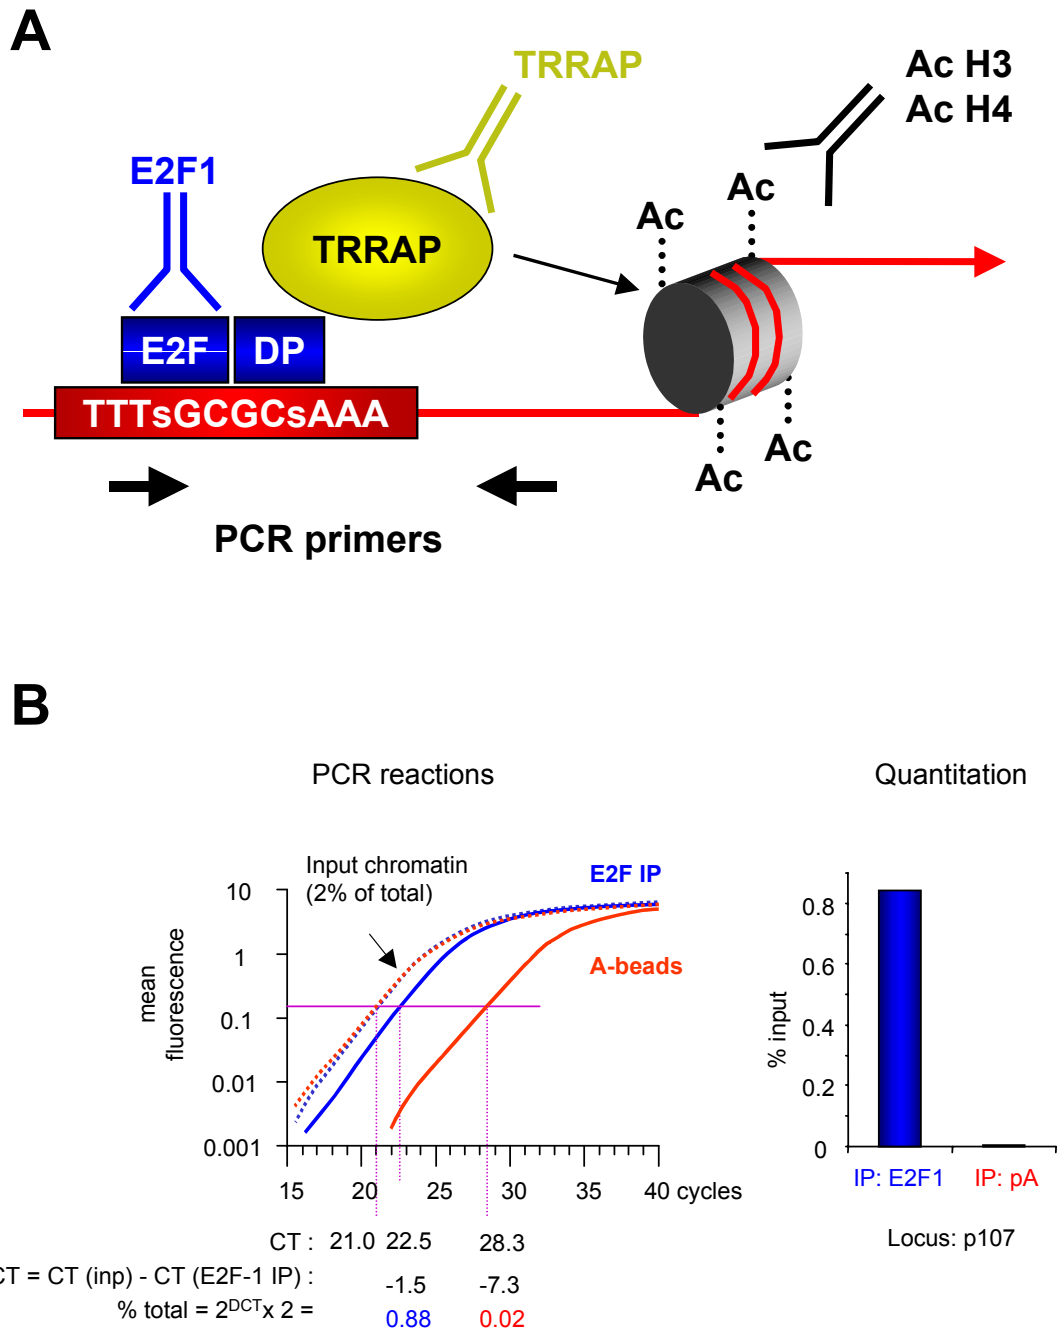 A
TRRAP
Ac H3
Ac H4
E2F1
Ac
Ac
TRRAP
E2F DP
TTTsGCGCsAAA
Ac
Ac
PCR primers
B
PCR reactions
Quantitation
Input chromatin
(2% of total)
E2F IP
A-beads
mean
fluorescence
10
1
0.1
0.01
0.001
15 20 25 30 35 40 cycles
CT : 21.0 22.5 28.3
CT = CT (inp) - CT (E2F-1 IP) : -1.5 -7.3
% total = 2DCTx 2 = 0.88 0.02
% input
0.8
0.6
0.4
0.2
0
IP: E2F1 IP: pA
Locus: p107